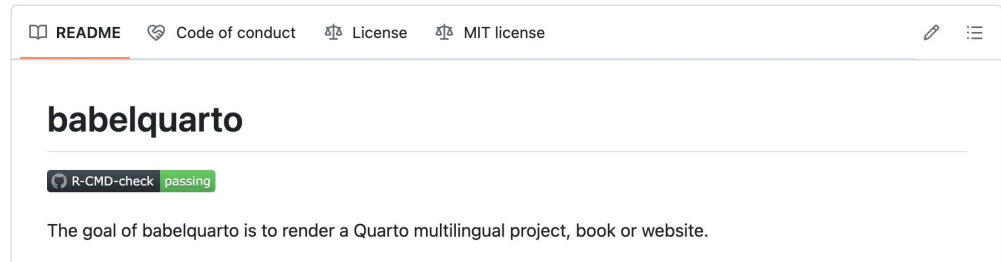 README Code of conduct License MIT license
babelquarto
R-CMD-check passing
The goal of babelquarto is to render a Quarto multilingual project, book or website.